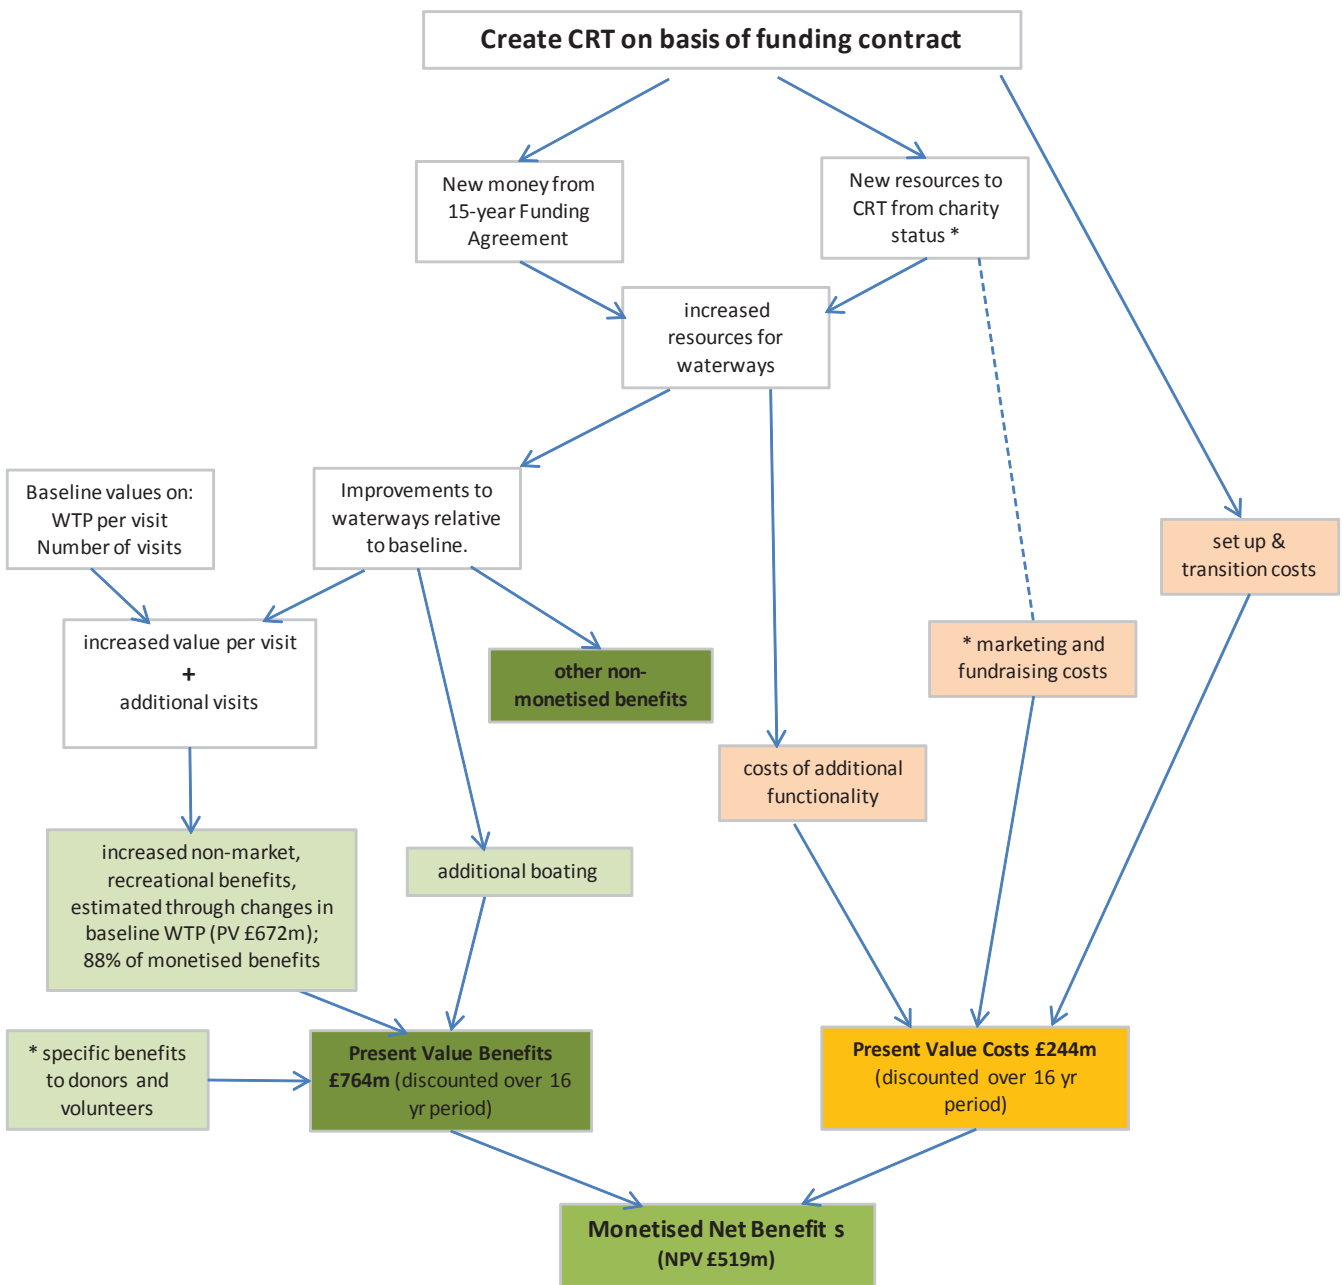 Create CRT on basis of funding contract
New money from
15-year Funding
Agreement
New resources to
CRT from charity
status *
increased
resources for
waterways
Baseline values on:
WTP per visit
Number of visits
Improvements to
waterways relative
to baseline.
set up &
transition costs
increased value per visit
+
additional visits
other non-
monetised benefits
* marketing and
fundraising costs
costs of additional
functionality
increased non-market,
recreational benefits,
estimated through changes in
baseline WTP (PV £672m);
88% of monetised benefits
additional boating
* specific benefits
to donors and
volunteers
Present Value Benefits
£764m (discounted over 16
yr period)
Present Value Costs £244m
(discounted over 16 yr
period)
Monetised Net Benefit s
(NPV £519m)